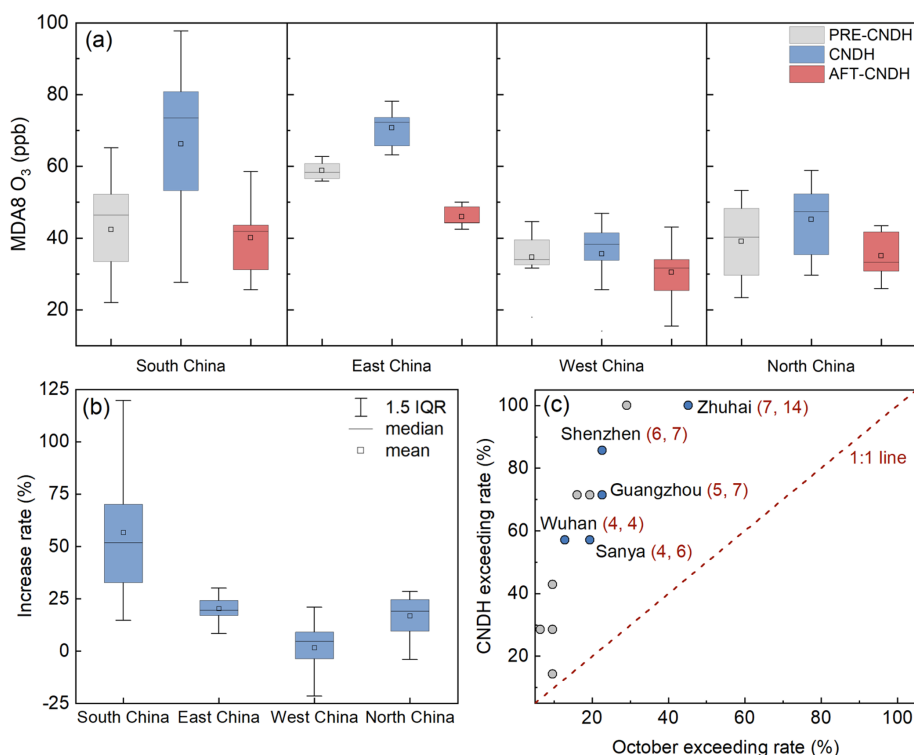 (a)
PRE-CNDH
CNDH
AFT-CNDH
MDA8 O₃ (ppb)
100
80
60
40
20
South China East China West China North China
(b)
1.5 IQR
median
mean
Increase rate (%)
125
100
75
50
25
0
-25
South China East China West China North China
(c)
Zhuhai (7, 14)
Shenzhen (6, 7)
1:1 line
Guangzhou (5, 7)
Wuhan (4, 4)
Sanya (4, 6)
CNDH exceeding rate (%)
100
80
60
40
20
20 40 60 80 100
October exceeding rate (%)